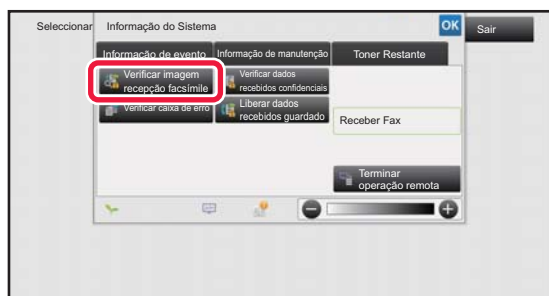 Seleccionar
Informação do Sistema
OK
Sair
Informação de evento
Informação de manutenção
Toner Restante
Verificar imagem
recepção facsímile
Verificar dados
recebidos confidenciais
Verificar caixa de erro
Liberar dados
recebidos guardado
Receber Fax
Terminar
operação remota